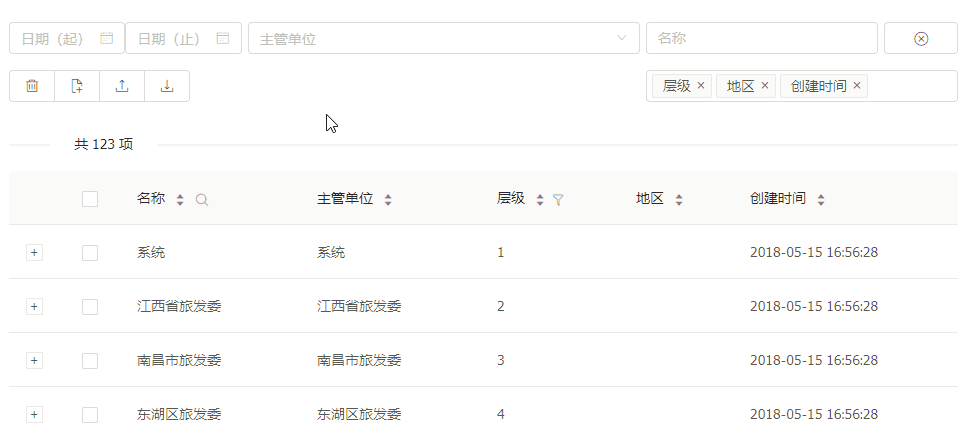 日期（起） 日期（止） 主管单位 名称
层级 × 地区 × 创建时间 ×
共 123 项
名称 主管单位 层级 地区 创建时间
+ 系统 系统 1 2018-05-15 16:56:28
+ 江西省旅发委 江西省旅发委 2 2018-05-15 16:56:28
+ 南昌市旅发委 南昌市旅发委 3 2018-05-15 16:56:28
+ 东湖区旅发委 东湖区旅发委 4 2018-05-15 16:56:28